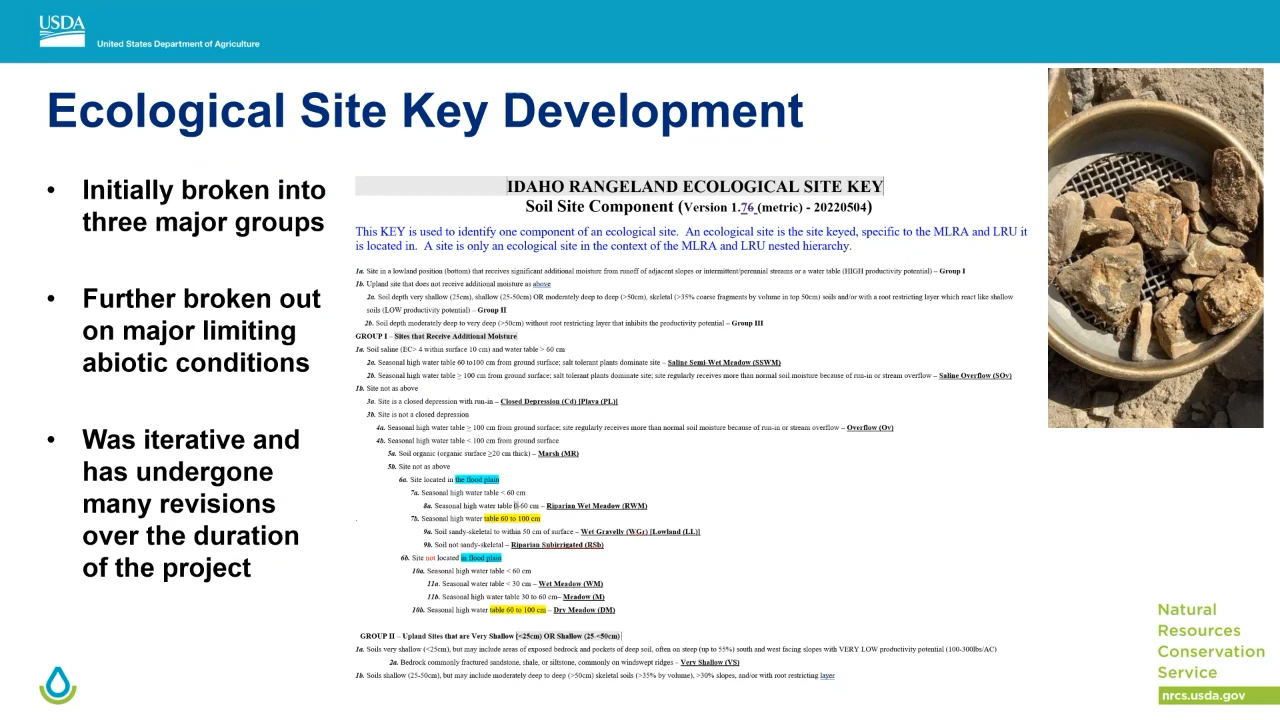 USDA
United States Department of Agriculture
Ecological Site Key Development
• Initially broken into
three major groups
• Further broken out
on major limiting
abiotic conditions
• Was iterative and
has undergone
many revisions
over the duration
of the project
IDAHO RANGELAND ECOLOGICAL SITE KEY
Soil Site Component (Version 1.76 (metric) - 20220504)
This KEY is used to identify one component of an ecological site. An ecological site is the site keyed, specific to the MLRA and LRU it
is located in. A site is only an ecological site in the context of the MLRA and LRU nested hierarchy.
1a. Site in a lowland position (bottom) that receives significant additional moisture from runoff of adjacent slopes or intermittent/perennial streams or a water table (HIGH productivity potential) – Group I
1b. Upland site that does not receive additional moisture as above
2a. Soil depth very shallow (25cm), shallow (25-50cm) OR moderately deep to deep (>50cm), skeletal (>35% coarse fragments by volume in top 50cm) soils and/or with a root restricting layer which react like shallow
soils (LOW productivity potential) – Group II
2b. Soil depth moderately deep to very deep (>50cm) without root restricting layer that inhibits the productivity potential – Group III
GROUP I – Sites that Receive Additional Moisture
1a. Soil saline (EC> 4 within surface 10 cm) and water table > 60 cm
2a. Seasonal high water table 60 to100 cm from ground surface; salt tolerant plants dominate site – Saline Semi-Wet Meadow (SSWM)
2b. Seasonal high water table ≥ 100 cm from ground surface; salt tolerant plants dominate site; site regularly receives more than normal soil moisture because of run-in or stream overflow – Saline Overflow (SOv)
1b. Site not as above
3a. Site is a closed depression with run-in – Closed Depression (Cd) [Playa (PL)]
3b. Site is not a closed depression
4a. Seasonal high water table ≥ 100 cm from ground surface; site regularly receives more than normal soil moisture because of run-in or stream overflow – Overflow (Ov)
4b. Seasonal high water table < 100 cm from ground surface
5a. Soil organic (organic surface ≥20 cm thick) – Marsh (MR)
5b. Site not as above
6a. Site located in the flood plain
7a. Seasonal high water table < 60 cm
8a. Seasonal high water table 0-60 cm – Riparian Wet Meadow (RWM)
7b. Seasonal high water table 60 to 100 cm
9a. Soil sandy-skeletal to within 50 cm of surface – Wet Gravelly (WGr) [Lowland (LL)]
9b. Soil not sandy-skeletal – Riparian Subirrigated (RSb)
6b. Site not located in flood plain
10a. Seasonal high water table < 60 cm
11a. Seasonal water table < 30 cm – Wet Meadow (WM)
11b. Seasonal high water table 30 to 60 cm– Meadow (M)
10b. Seasonal high water table 60 to 100 cm – Dry Meadow (DM)
GROUP II – Upland Sites that are Very Shallow (<25cm) OR Shallow (25-<50cm)
1a. Soils very shallow (<25cm), but may include areas of exposed bedrock and pockets of deep soil, often on steep (up to 55%) south and west facing slopes with VERY LOW productivity potential (100-300lbs/AC)
2a. Bedrock commonly fractured sandstone, shale, or siltstone, commonly on windswept ridges – Very Shallow (VS)
1b. Soils shallow (25-50cm), but may include moderately deep to deep (>50cm) skeletal soils (>35% by volume), >30% slopes, and/or with root restricting layer
Natural
Resources
Conservation
Service
nrcs.usda.gov